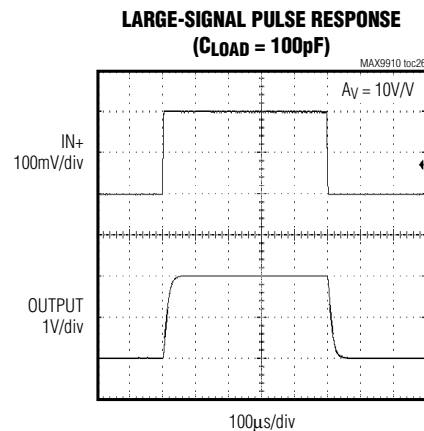 LARGE-SIGNAL PULSE RESPONSE
(CLOAD = 100pF)
MAX9910 toc26
AV = 10V/V
IN+
100mV/div
OUTPUT
1V/div
100μs/div